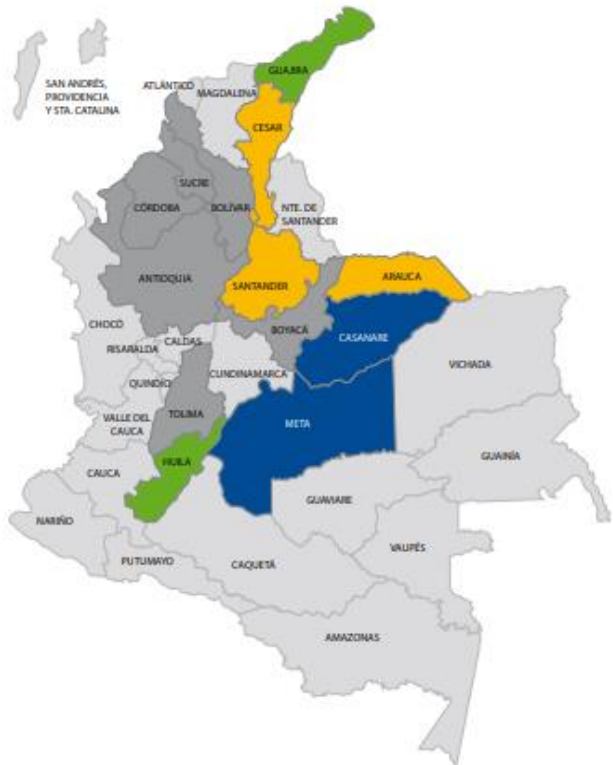 GUAJIRA
SAN ANDRÉS,
PROVIDENCIA
Y STA. CATALINA
ATLÁNTICO
MAGDALENA
CESAR
SUCRE
CÓRDOBA
BOLÍVAR
NTE. DE
SANTANDER
ANTIOQUIA
SANTANDER
ARAUCA
CHOCÓ
BOYACÁ
CASANARE
RISARALDA
CALDAS
VICHADA
CUNDINAMARCA
QUINDÍO
TOLIMA
VALLE DEL
CAUCA
META
GUAINÍA
HUILA
CAUCA
GUAVIARE
NARIÑO
VAUPÉS
PUTUMAYO
CAQUETÁ
AMAZONAS